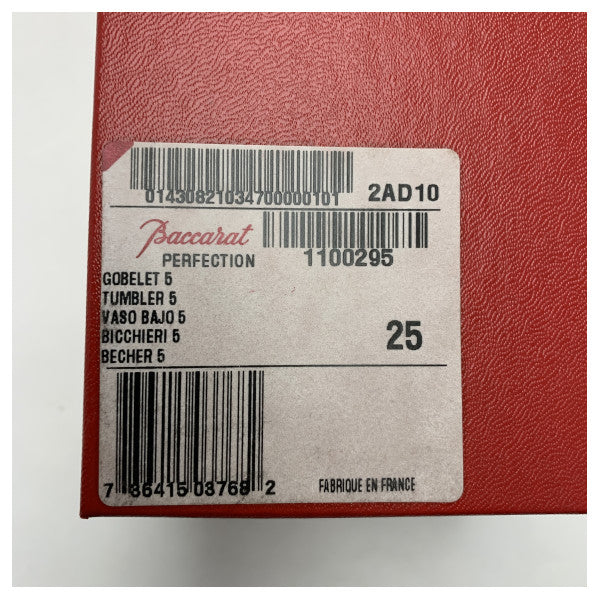 01430821034700000101 2AD10
Baccarat
PERFECTION 1100295
GOBELET 5
TUMBLER 5
VASO BAJO 5
BICCHIERI 5
BECHER 5
25
7 36415 03768 2
FABRIQUE EN FRANCE